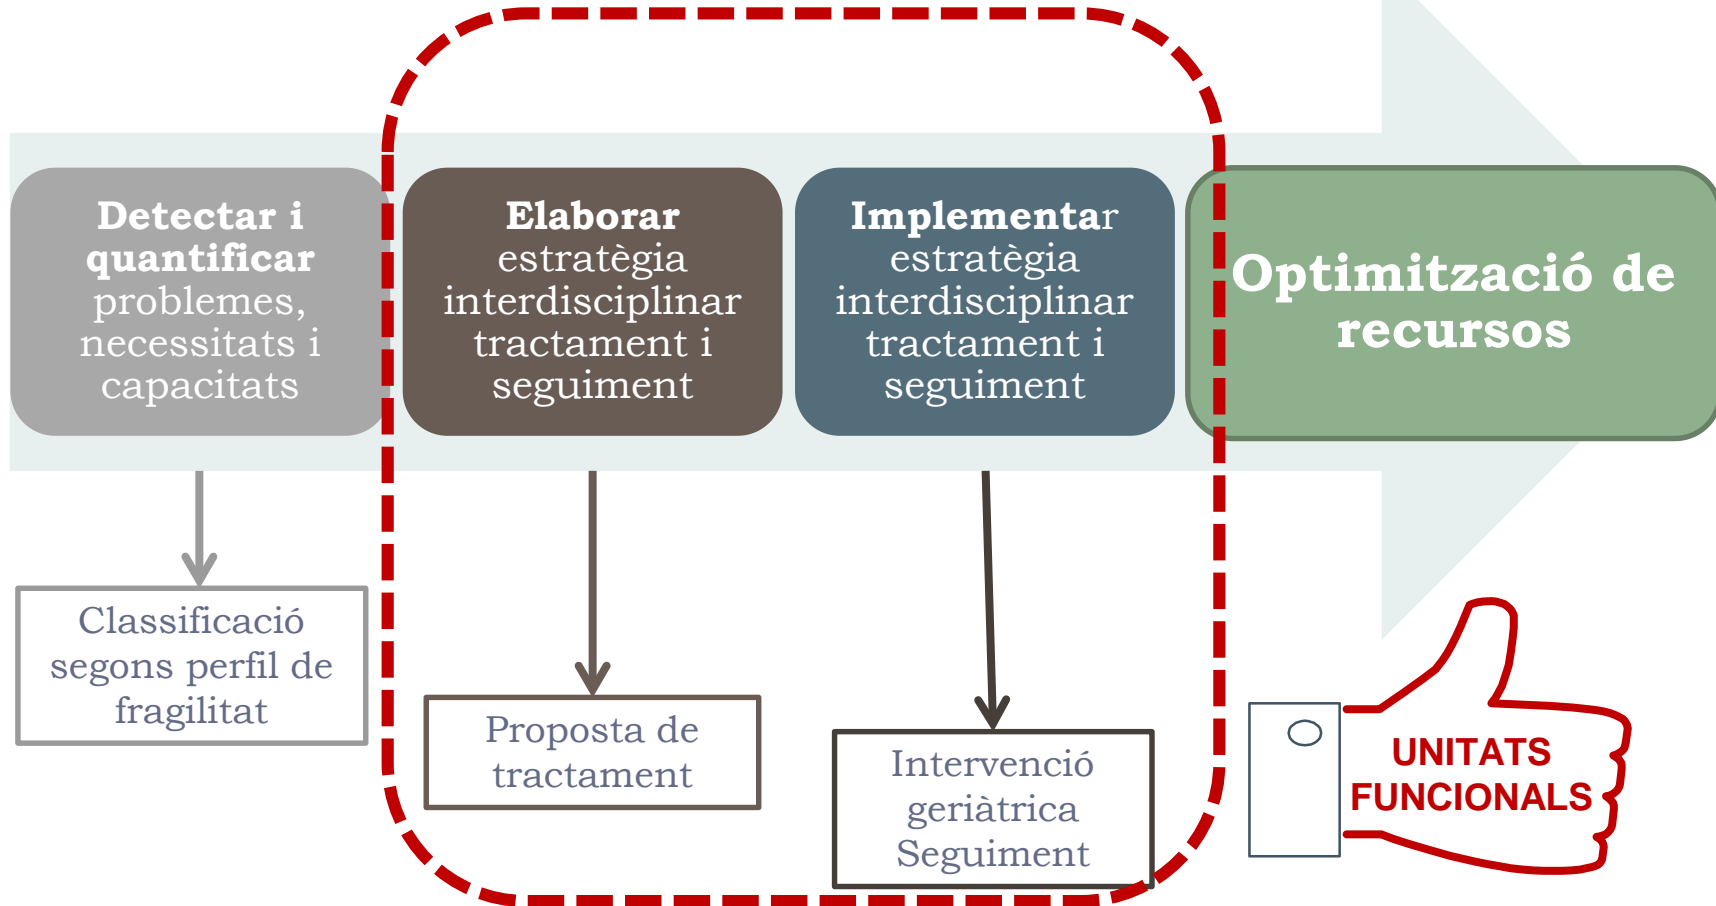 Detectar i
quantificar
problemes,
necessitats i
capacitats
Elaborar
estratègia
interdisciplinar
tractament i
seguiment
Implementar
estratègia
interdisciplinar
tractament i
seguiment
Optimització de
recursos
Classificació
segons perfil de
fragilitat
Proposta de
tractament
Intervenció
geriàtrica
Seguiment
UNITATS
FUNCIONALS